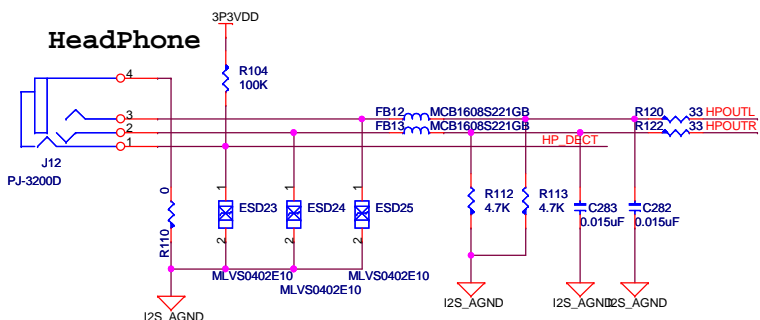 3P3VDD
HeadPhone
R104
100K
4
3
2
1
J12
PJ-3200D
FB12 MCB1608S221GB
FB13 MCB1608S221GB
R120 33 HPOUTL
R122 33 HPOUTR
HP_DECT
0
R110
1
ESD23
2
1
ESD24
2
1
ESD25
2
MLVS0402E10
MLVS0402E10
MLVS0402E10
R112
4.7K
R113
4.7K
C283
0.015uF
C282
0.015uF
I2S_AGND
I2S_AGND
I2S_AGND
I2S_AGND